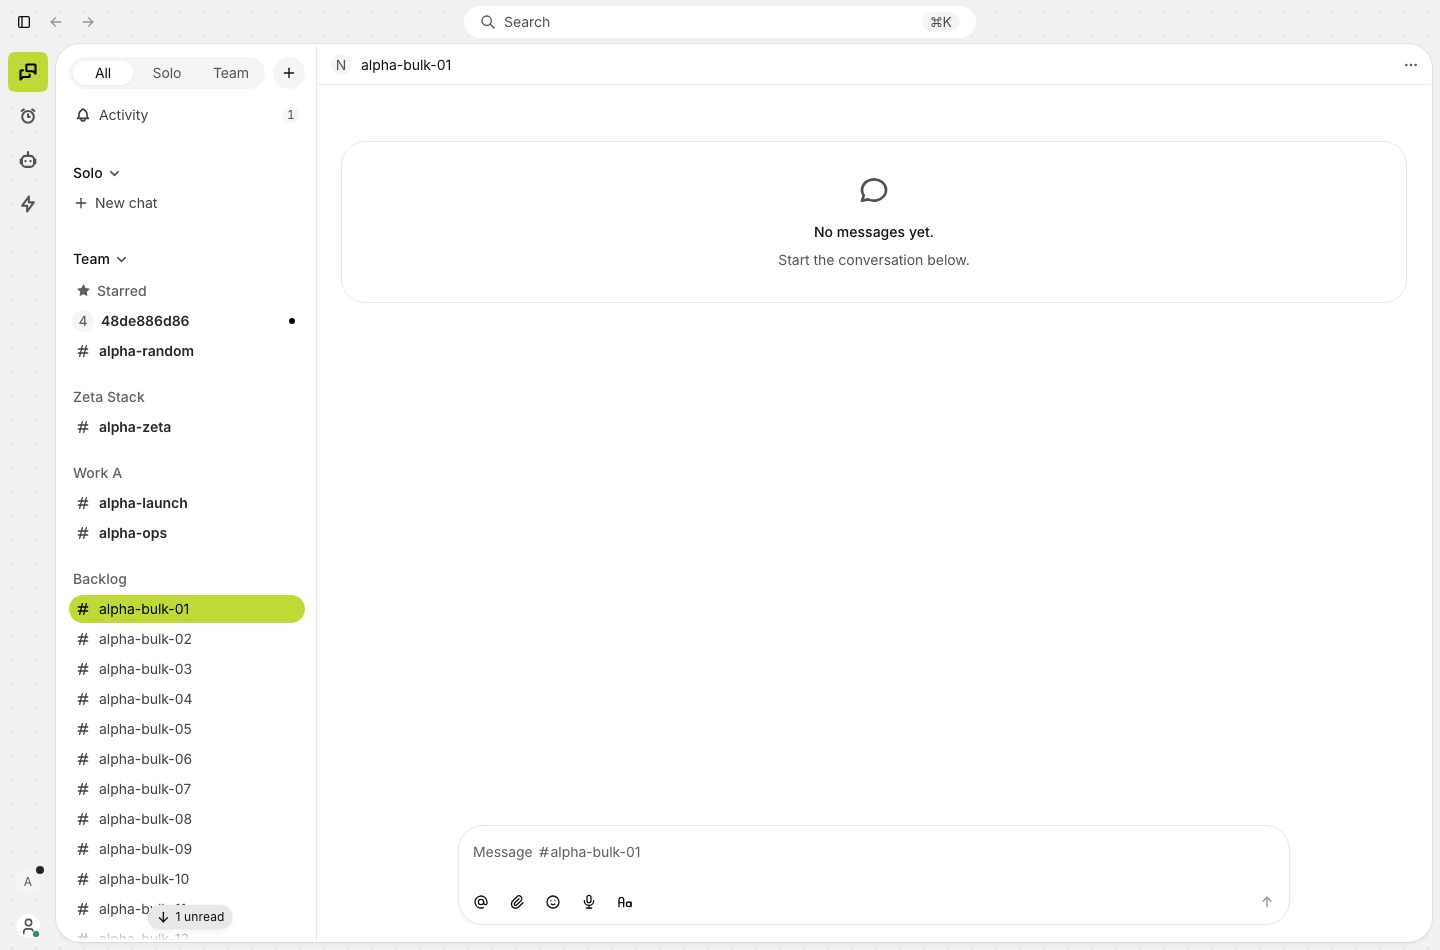 Search
⌘K
All Solo Team
Activity 1
Solo
New chat
Team
Starred
4 48de886d86
# alpha-random
Zeta Stack
# alpha-zeta
Work A
# alpha-launch
# alpha-ops
Backlog
# alpha-bulk-01
# alpha-bulk-02
# alpha-bulk-03
# alpha-bulk-04
# alpha-bulk-05
# alpha-bulk-06
# alpha-bulk-07
# alpha-bulk-08
# alpha-bulk-09
# alpha-bulk-10
1 unread
A
N alpha-bulk-01
No messages yet.
Start the conversation below.
Message #alpha-bulk-01
Aa